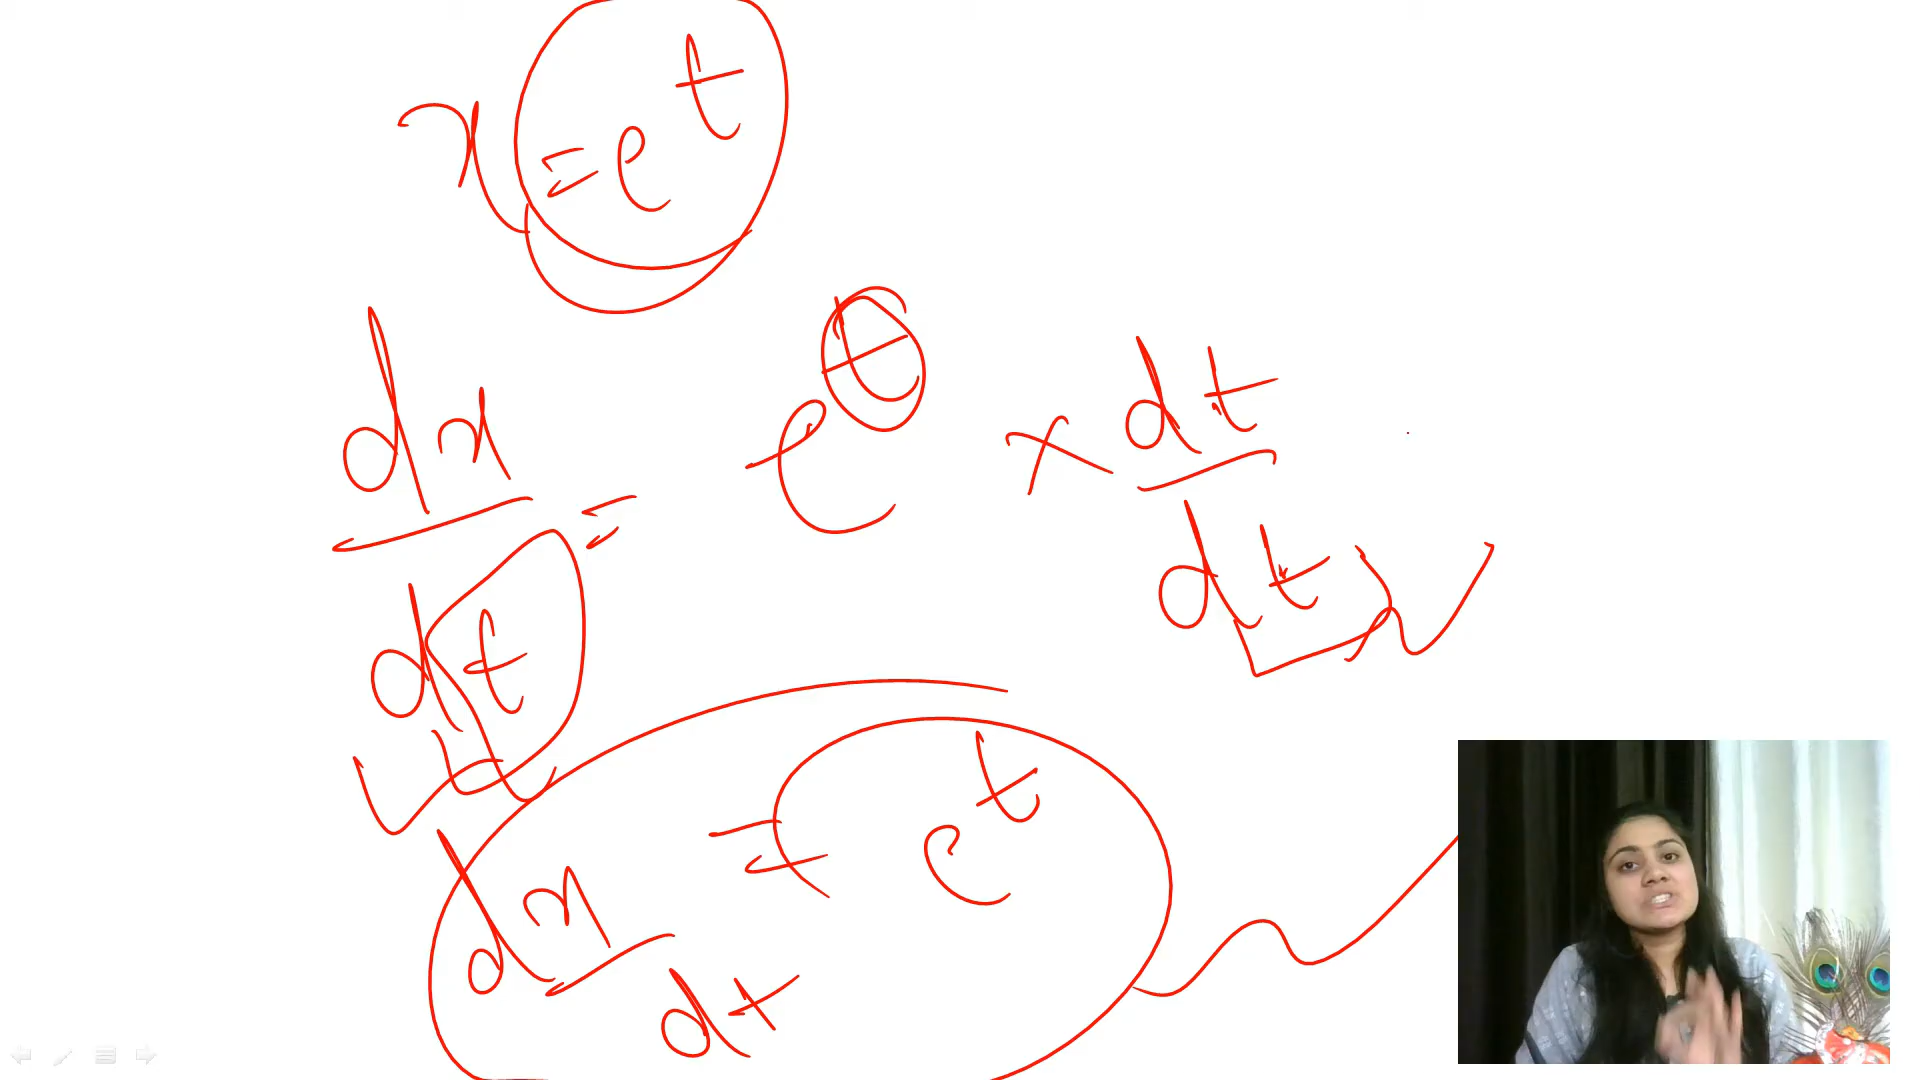 x = e^t
dx/dt = e^t × dt/dt
dx/dt = e^t